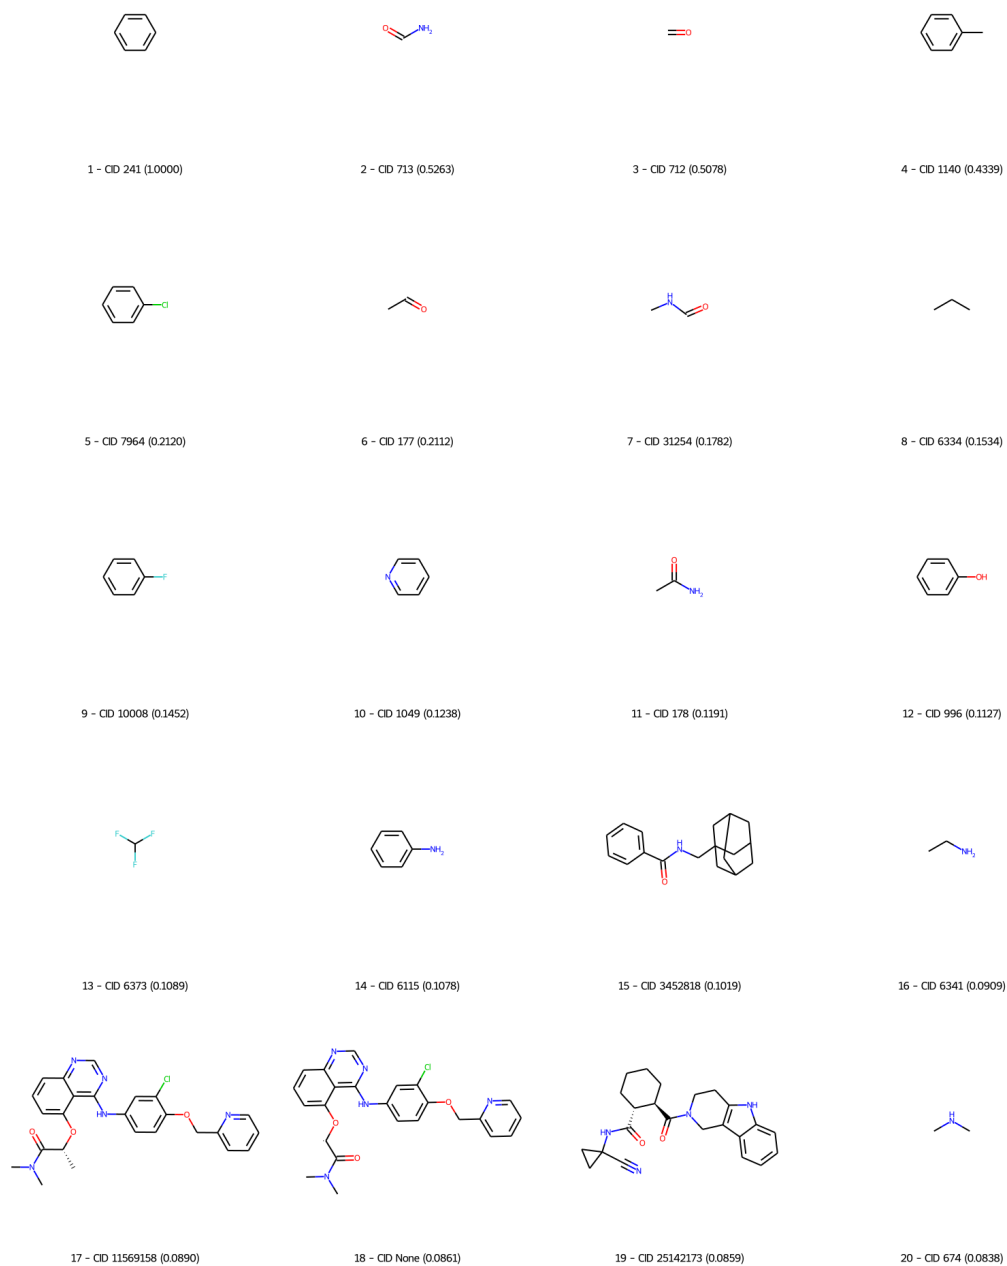 O
NH2
O
1 - CID 241 (1.0000)
2 - CID 713 (0.5263)
3 - CID 712 (0.5078)
4 - CID 1140 (0.4339)
Cl
O
H
N
O
5 - CID 7964 (0.2120)
6 - CID 177 (0.2112)
7 - CID 31254 (0.1782)
8 - CID 6334 (0.1534)
F
N
O
NH2
OH
9 - CID 10008 (0.1452)
10 - CID 1049 (0.1238)
11 - CID 178 (0.1191)
12 - CID 996 (0.1127)
F
F
F
NH2
H
N
O
NH2
13 - CID 6373 (0.1089)
14 - CID 6115 (0.1078)
15 - CID 3452818 (0.1019)
16 - CID 6341 (0.0909)
N
N
Cl
HN
O
N
O
O
N
N
N
Cl
HN
O
N
O
O
N
NH
N
O
O
HN
N
H
N
17 - CID 11569158 (0.0890)
18 - CID None (0.0861)
19 - CID 25142173 (0.0859)
20 - CID 674 (0.0838)